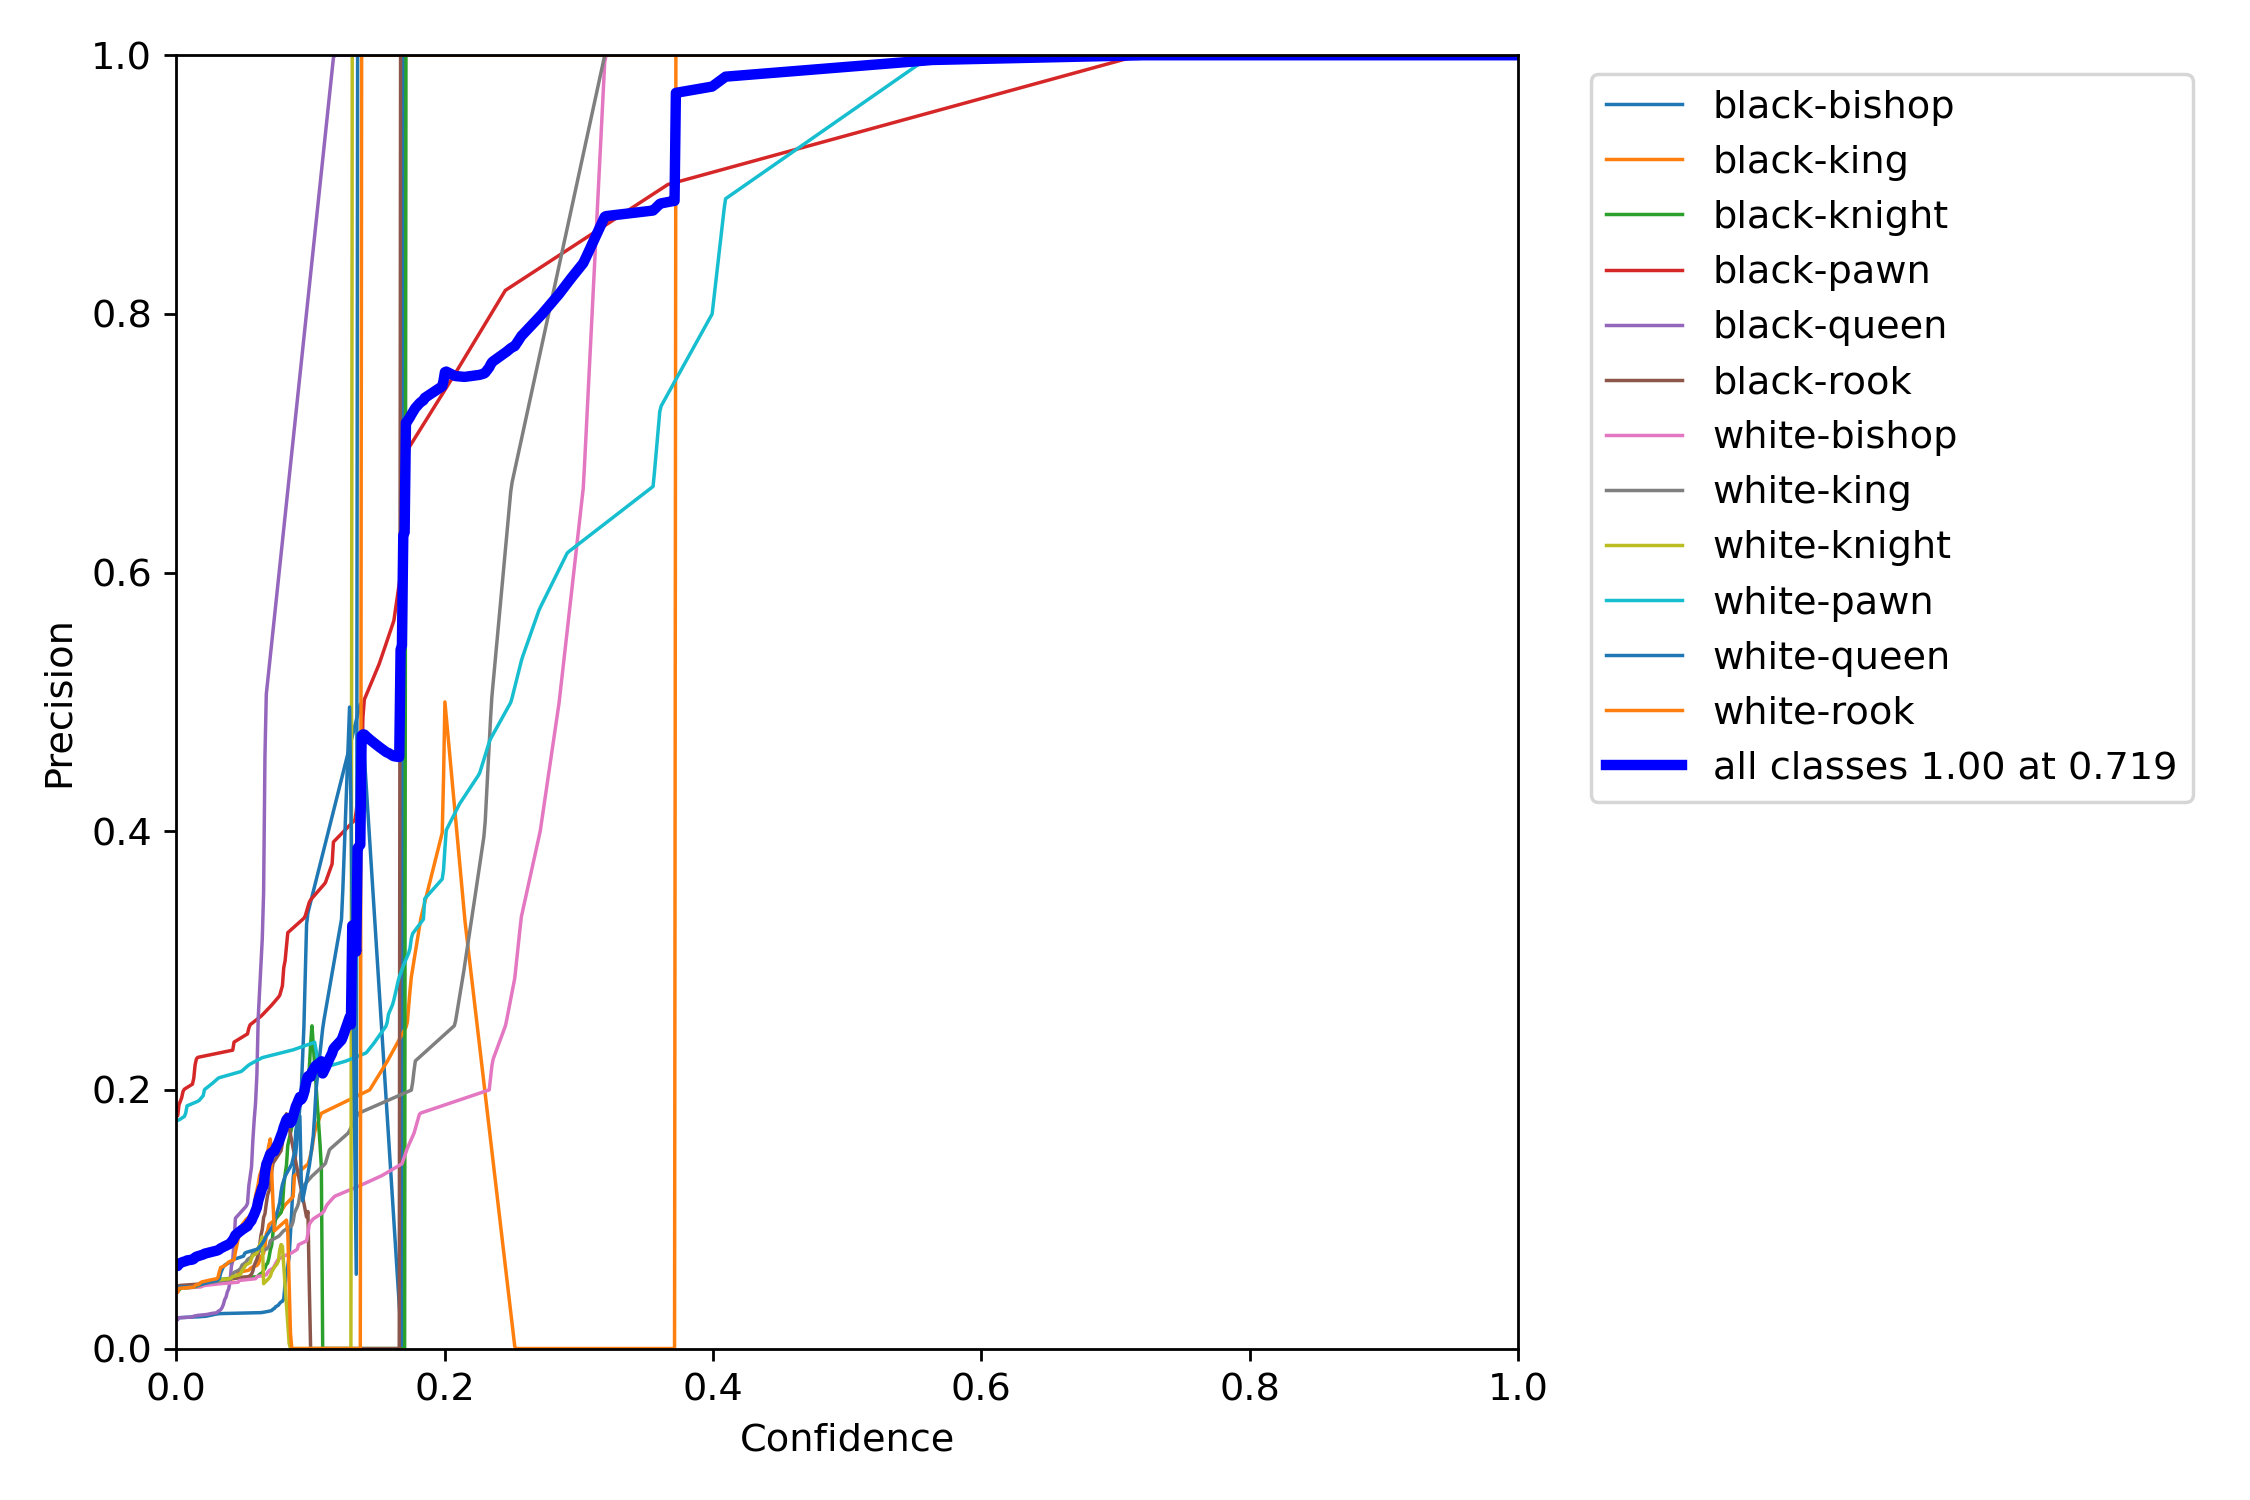 1.0
0.8
0.6
0.4
0.2
0.0
Precision
0.0 0.2 0.4 0.6 0.8 1.0
Confidence
black-bishop
black-king
black-knight
black-pawn
black-queen
black-rook
white-bishop
white-king
white-knight
white-pawn
white-queen
white-rook
all classes 1.00 at 0.719